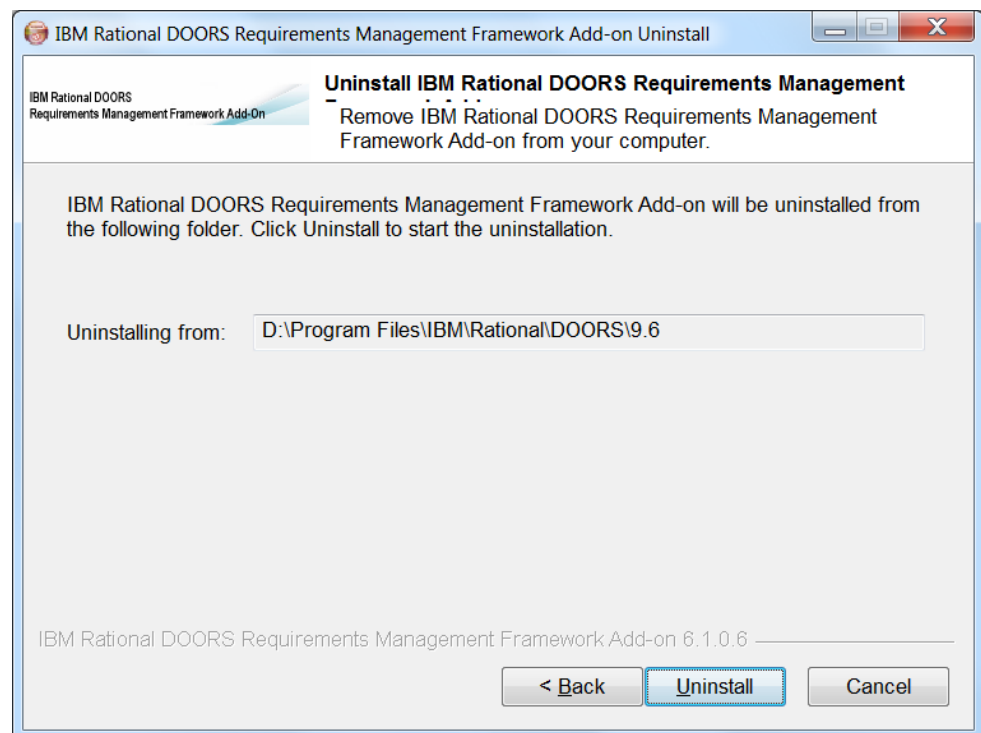 IBM Rational DOORS Requirements Management Framework Add-on Uninstall
IBM Rational DOORS
Requirements Management Framework Add-On
Uninstall IBM Rational DOORS Requirements Management
Remove IBM Rational DOORS Requirements Management
Framework Add-on from your computer.
IBM Rational DOORS Requirements Management Framework Add-on will be uninstalled from
the following folder. Click Uninstall to start the uninstallation.
Uninstalling from:
D:\Program Files\IBM\Rational\DOORS\9.6
IBM Rational DOORS Requirements Management Framework Add-on 6.1.0.6
< Back
Uninstall
Cancel